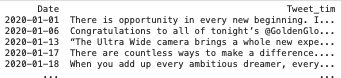 Date Tweet_tim
2020-01-01 There is opportunity in every new beginning. I...
2020-01-06 Congratulations to all of tonight’s @GoldenGlo...
2020-01-13 “The Ultra Wide camera brings a whole new expe...
2020-01-17 There are countless ways to make a difference....
2020-01-18 When you add up every ambitious dreamer, every...
... ...